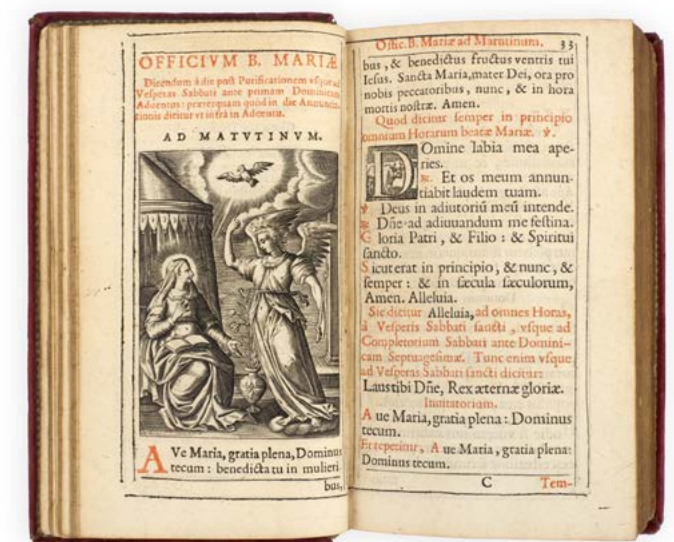 OFFICIVM B. MARIÆ
Dicendum à die post Purificationem vsque ad
Vesperas Sabbati ante primam Dominicam
Aduentus: præterquam quòd in die Annuncia-
tionis dicitur vt infrà in Aduentu.
AD MATVTINVM.
AVe Maria, gratia plena, Dominus
tecum : benedicta tu in mulieri-
bus,
Offic. B. Mariæ ad Matutinum. 33
bus, & benedictus fructus ventris tui
Iesus. Sancta Maria, mater Dei, ora pro
nobis peccatoribus, nunc, & in hora
mortis nostræ. Amen.
Quod dicitur semper in principio
omnium Horarum beatæ Mariæ. ℣.
DOmine labia mea ape-
ries.
℟. Et os meum annun-
tiabit laudem tuam.
℣ Deus in adiutoriũ meũ intende.
℟ Dñe ad adiuuandum me festina.
Gloria Patri, & Filio : & Spiritui
sancto.
Sicut erat in principio, & nunc, &
semper : & in sæcula sæculorum,
Amen. Alleluia.
Sic dicitur Alleluia, ad omnes Horas,
à Vesperis Sabbati sancti, vsque ad
Completorium Sabbati ante Domini-
cam Septuagesimæ. Tunc enim vsque
ad Vesperas Sabbati sancti dicitur:
Laus tibi Dñe, Rex æternæ gloriæ.
Inuitatorium.
Aue Maria, gratia plena : Dominus
tecum.
Et repetitur, Aue Maria, gratia plena:
Dominus tecum.
C Tem-